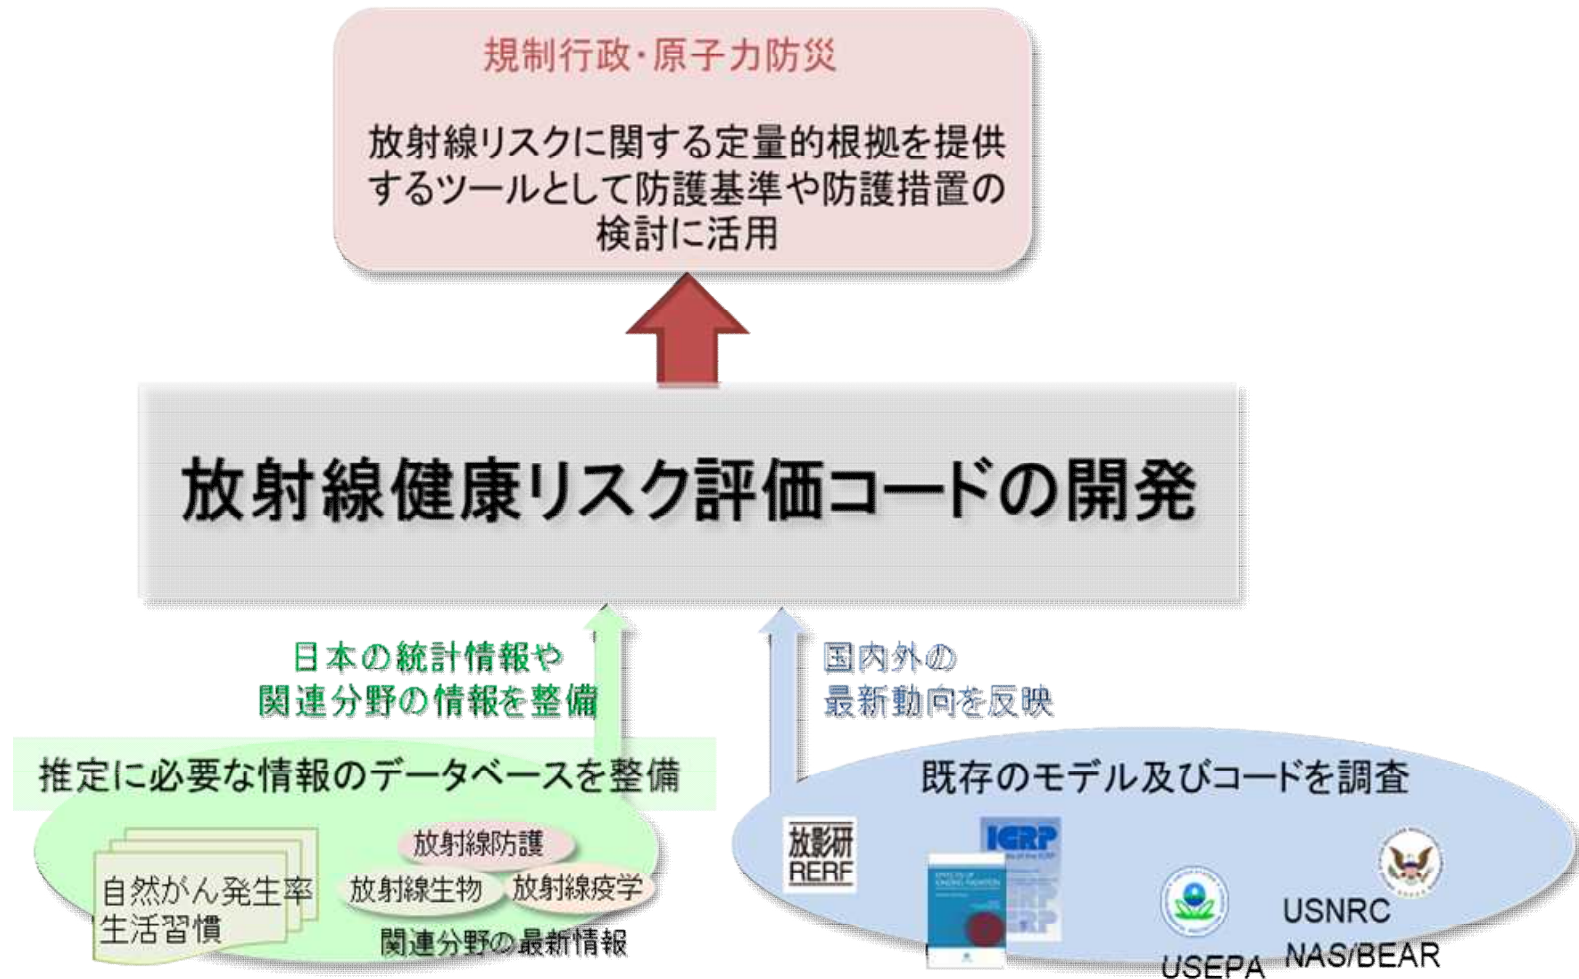 規制行政・原子力防災
放射線リスクに関する定量的根拠を提供
するツールとして防護基準や防護措置の
検討に活用
放射線健康リスク評価コードの開発
日本の統計情報や
関連分野の情報を整備
国内外の
最新動向を反映
推定に必要な情報のデータベースを整備
自然がん発生率
生活習慣
放射線防護
放射線生物
放射線疫学
関連分野の最新情報
既存のモデル及びコードを調査
放影研
RERF
ICRP
EFFECTS OF
IONIZING RADIATION
USEPA
USNRC
NAS/BEAR